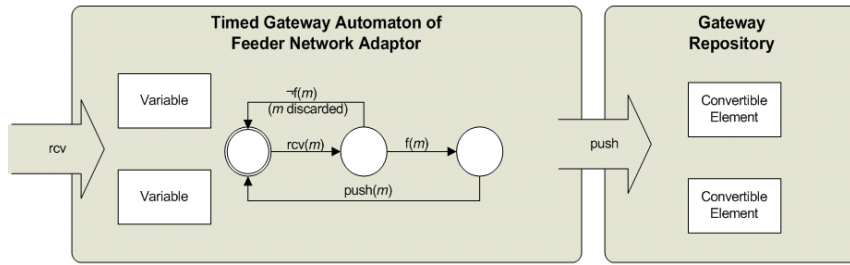 Timed Gateway Automaton of
Feeder Network Adaptor
Gateway
Repository
rcv
Variable
Variable
¬f(m)
(m discarded)
rcv(m)
f(m)
push(m)
push
Convertible
Element
Convertible
Element